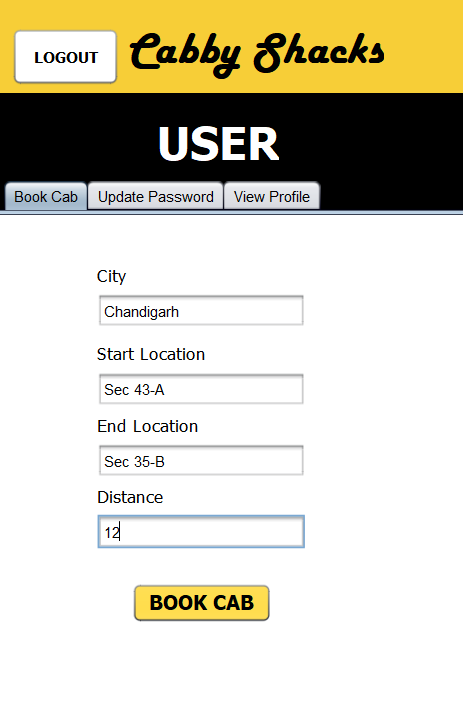 LOGOUT Cabby Shacks
USER
Book Cab Update Password View Profile
City
Chandigarh
Start Location
Sec 43-A
End Location
Sec 35-B
Distance
12
BOOK CAB